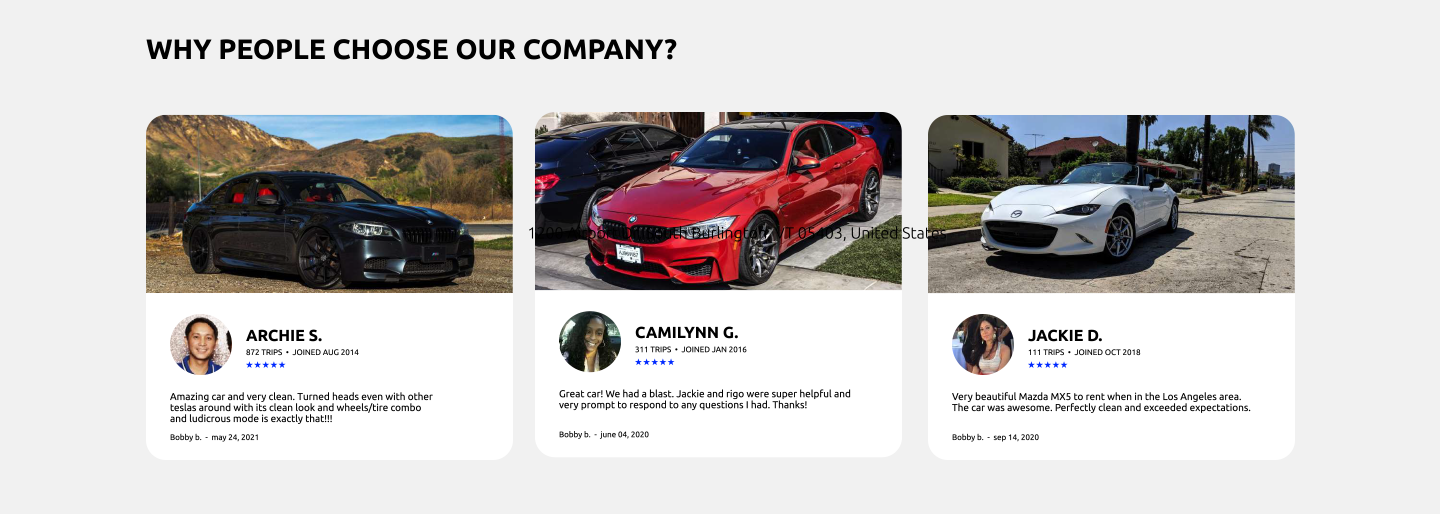 WHY PEOPLE CHOOSE OUR COMPANY?
Burlington, VT 05403, United States
ARCHIE S.
872 TRIPS • JOINED AUG 2014
★★★★★
Amazing car and very clean. Turned heads even with other
teslas around with its clean look and wheels/tire combo
and ludicrous mode is exactly that!!!
Bobby b. - may 24, 2021
CAMILYNN G.
311 TRIPS • JOINED JAN 2016
★★★★★
Great car! We had a blast. Jackie and rigo were super helpful and
very prompt to respond to any questions I had. Thanks!
Bobby b. - june 04, 2020
JACKIE D.
111 TRIPS • JOINED OCT 2018
★★★★★
Very beautiful Mazda MX5 to rent when in the Los Angeles area.
The car was awesome. Perfectly clean and exceeded expectations.
Bobby b. - sep 14, 2020